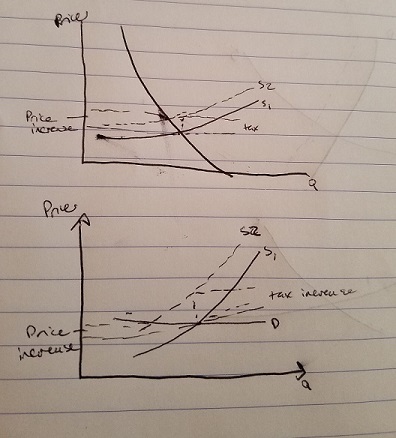 Price
S2
S1
Price
increase
tax
Q
Price
S2
S1
tax increase
Price
increase
D
Q